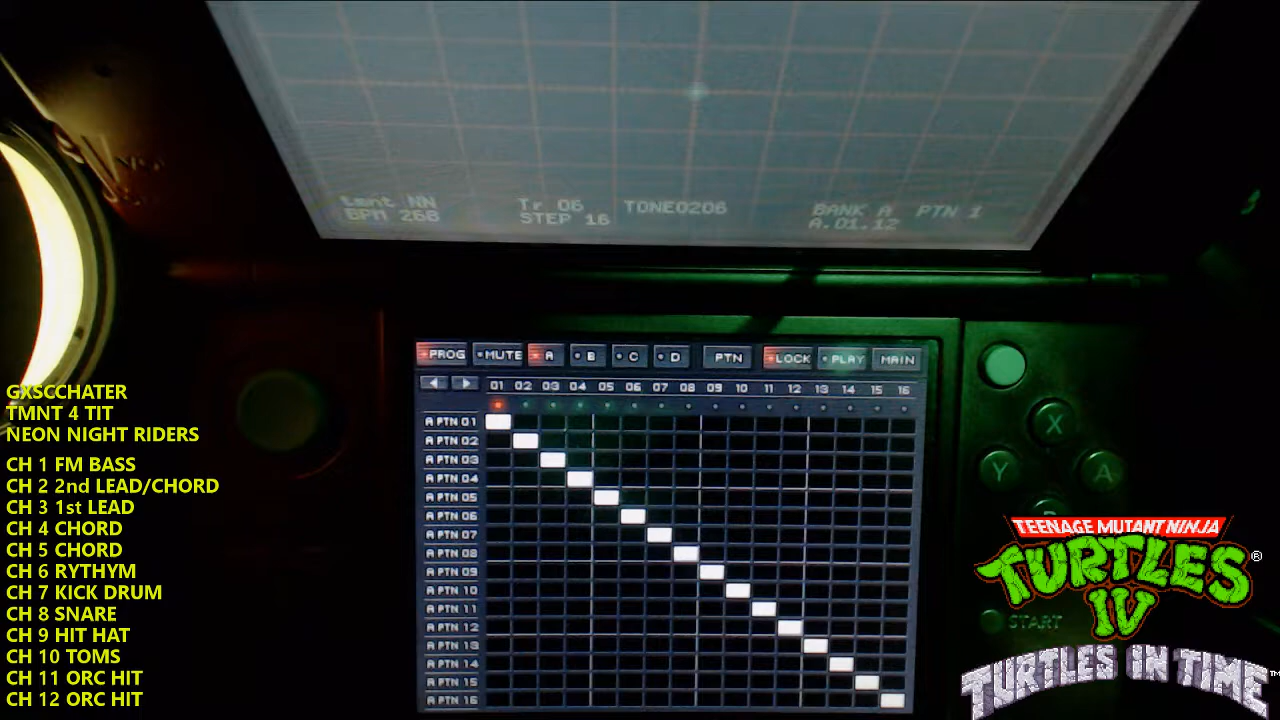 tmnt NN
BPM 268
Tr 06
STEP 16
TONE0206
BANK A PTN 1
A.01.12
PROG MUTE A B C D PTN LOCK PLAY MAIN
01 02 03 04 05 06 07 08 09 10 11 12 13 14 15 16
A PTN 01
A PTN 02
A PTN 03
A PTN 04
A PTN 05
A PTN 06
A PTN 07
A PTN 08
A PTN 09
A PTN 10
A PTN 11
A PTN 12
A PTN 13
A PTN 14
A PTN 15
A PTN 16
X
Y A
START
GXSCCHATER
TMNT 4 TIT
NEON NIGHT RIDERS
CH 1 FM BASS
CH 2 2nd LEAD/CHORD
CH 3 1st LEAD
CH 4 CHORD
CH 5 CHORD
CH 6 RYTHYM
CH 7 KICK DRUM
CH 8 SNARE
CH 9 HIT HAT
CH 10 TOMS
CH 11 ORC HIT
CH 12 ORC HIT
TEENAGE MUTANT NINJA
TURTLES ®
IV
TURTLES IN TIME ™